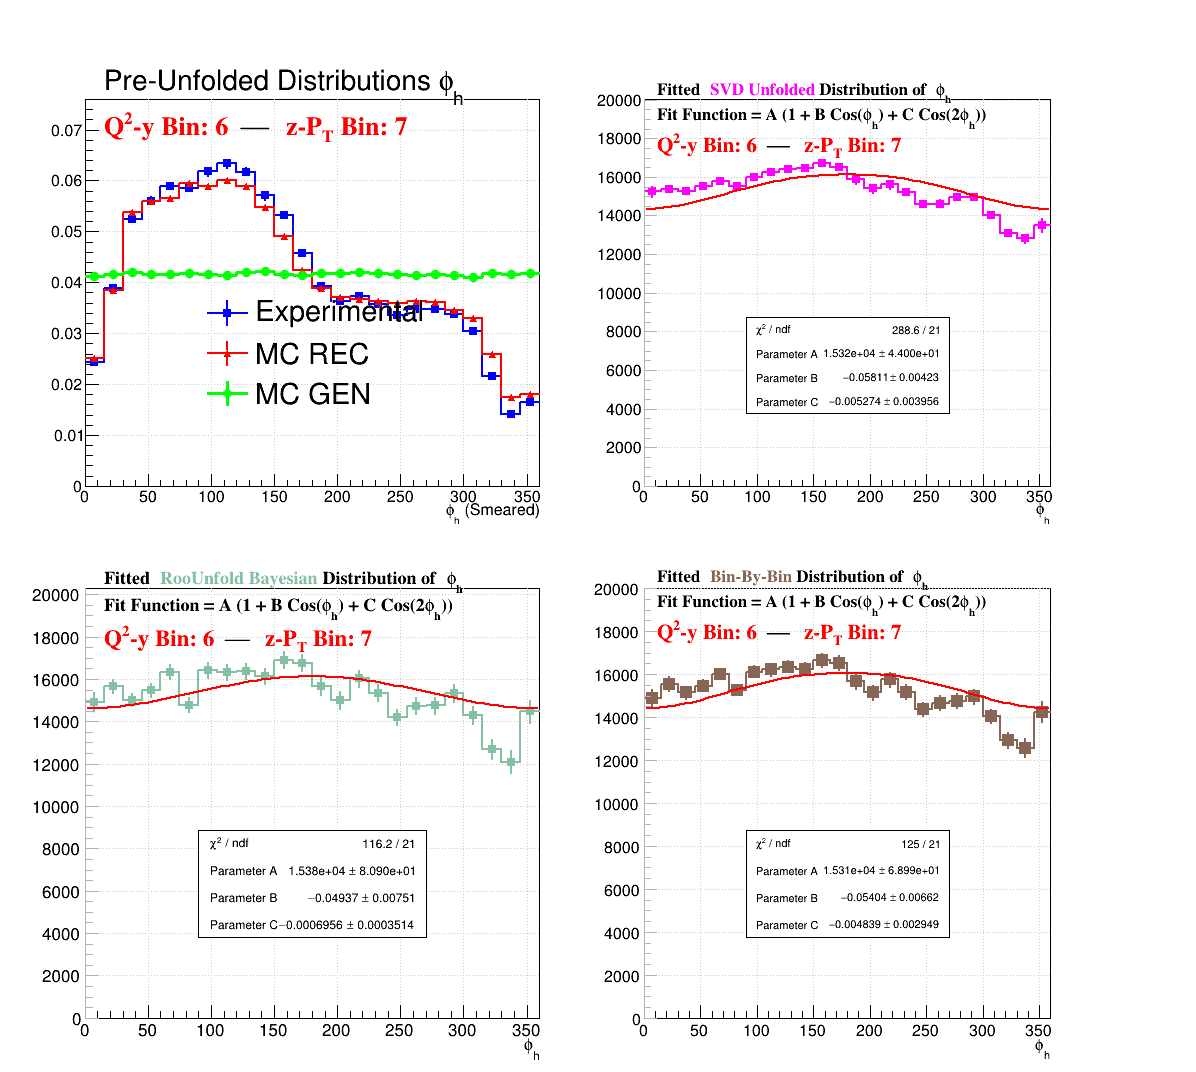 Pre-Unfolded Distributions ϕh
Q²-y Bin: 6 — z-PT Bin: 7
0.07
0.06
0.05
0.04
0.03
0.02
0.01
0
Experimental
MC REC
MC GEN
0 50 100 150 200 250 300 350
ϕh (Smeared)
Fitted SVD Unfolded Distribution of ϕh
Fit Function = A (1 + B Cos(ϕh) + C Cos(2ϕh))
Q²-y Bin: 6 — z-PT Bin: 7
20000
18000
16000
14000
12000
10000
8000
6000
4000
2000
0
χ² / ndf 288.6 / 21
Parameter A 1.532e+04 ± 4.400e+01
Parameter B −0.05811 ± 0.00423
Parameter C −0.005274 ± 0.003956
0 50 100 150 200 250 300 350
ϕh
Fitted RooUnfold Bayesian Distribution of ϕh
Fit Function = A (1 + B Cos(ϕh) + C Cos(2ϕh))
Q²-y Bin: 6 — z-PT Bin: 7
20000
18000
16000
14000
12000
10000
8000
6000
4000
2000
0
χ² / ndf 116.2 / 21
Parameter A 1.538e+04 ± 8.090e+01
Parameter B −0.04937 ± 0.00751
Parameter C −0.0006956 ± 0.0003514
0 50 100 150 200 250 300 350
ϕh
Fitted Bin-By-Bin Distribution of ϕh
Fit Function = A (1 + B Cos(ϕh) + C Cos(2ϕh))
Q²-y Bin: 6 — z-PT Bin: 7
20000
18000
16000
14000
12000
10000
8000
6000
4000
2000
0
χ² / ndf 125 / 21
Parameter A 1.531e+04 ± 6.899e+01
Parameter B −0.05404 ± 0.00662
Parameter C −0.004839 ± 0.002949
0 50 100 150 200 250 300 350
ϕh